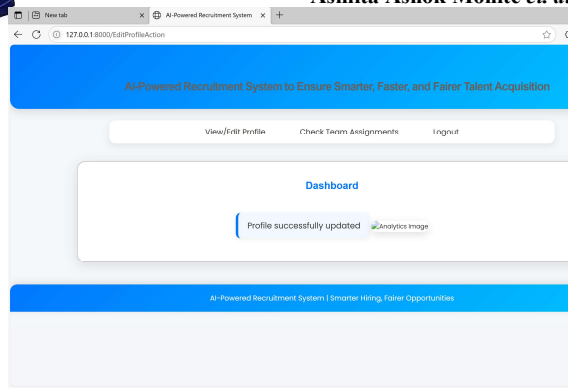 Ashita Ashok Mohite et. a
New tab
AI-Powered Recruitment System
127.0.0.1:8000/EditProfileAction
AI-Powered Recruitment System to Ensure Smarter, Faster, and Fairer Talent Acquisition
View/Edit Profile Check Team Assignments Logout
Dashboard
Profile successfully updated
Analytics Image
AI-Powered Recruitment System | Smarter Hiring, Fairer Opportunities